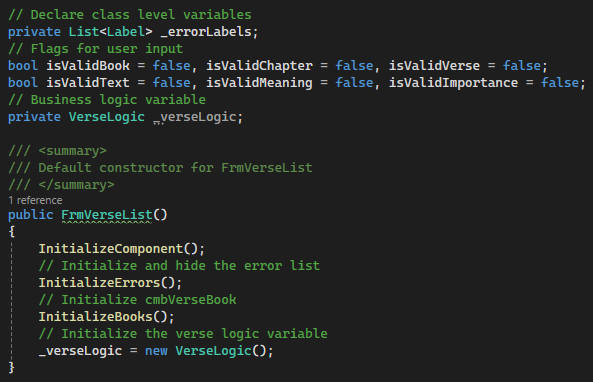 // Declare class level variables
private List<Label> _errorLabels;
// Flags for user input
bool isValidBook = false, isValidChapter = false, isValidVerse = false;
bool isValidText = false, isValidMeaning = false, isValidImportance = false;
// Business logic variable
private VerseLogic _verseLogic;
/// <summary>
/// Default constructor for FrmVerseList
/// </summary>
1 reference
public FrmVerseList()
{
InitializeComponent();
// Initialize and hide the error list
InitializeErrors();
// Initialize cmbVerseBook
InitializeBooks();
// Initialize the verse logic variable
_verseLogic = new VerseLogic();
}